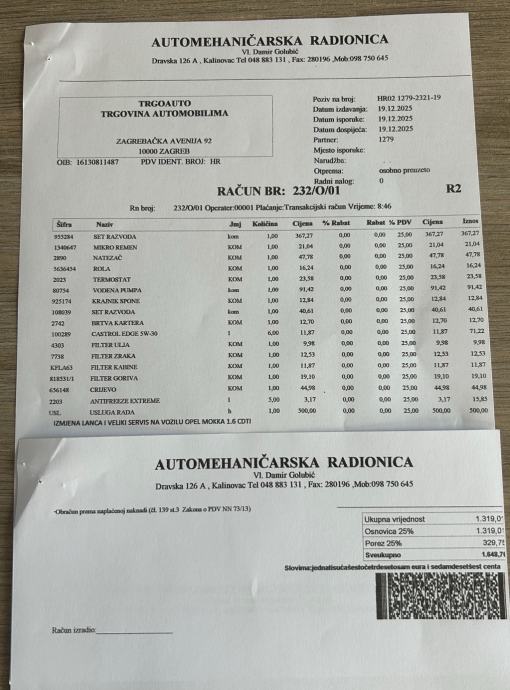 AUTOMEHANIČARSKA RADIONICA
Vl. Damir Golubić
Dravska 126 A , Kalinovac Tel 048 883 131 , Fax: 280196 ,Mob:098 750 645
TRGOAUTO
TRGOVINA AUTOMOBILIMA
ZAGREBAČKA AVENIJA 92
10000 ZAGREB
OIB: 16130811487 PDV IDENT. BROJ: HR
Poziv na broj: HR02 1279-2321-19
Datum izdavanja: 19.12.2025
Datum isporuke: 19.12.2025
Datum dospijeća: 19.12.2025
Partner: 1279
Mjesto isporuke:
Narudžba:
Otprema: osobno preuzeto
Radni nalog: 0
RAČUN BR: 232/O/01 R2
Rn broj: 232/O/01 Operater:00001 Plaćanje:Transakcijski račun Vrijeme: 8:46
Šifra Naziv Jmj Količina Cijena % Rabat Rabat % PDV Cijena Iznos
955284 SET RAZVODA kom 1,00 367,27 0,00 0,00 25,00 367,27 367,27
1340647 MIKRO REMEN KOM 1,00 21,04 0,00 0,00 25,00 21,04 21,04
2890 NATEZAČ KOM 1,00 47,78 0,00 0,00 25,00 47,78 47,78
3636454 ROLA KOM 1,00 16,24 0,00 0,00 25,00 16,24 16,24
2023 TERMOSTAT KOM 1,00 23,58 0,00 0,00 25,00 23,58 23,58
80754 VODENA PUMPA kom 1,00 91,42 0,00 0,00 25,00 91,42 91,42
925174 KRAJNIK SPONE KOM 1,00 12,84 0,00 0,00 25,00 12,84 12,84
108039 SET RAZVODA kom 1,00 40,61 0,00 0,00 25,00 40,61 40,61
2742 BRTVA KARTERA KOM 1,00 12,70 0,00 0,00 25,00 12,70 12,70
100289 CASTROL EDGE 5W-30 l 6,00 11,87 0,00 0,00 25,00 11,87 71,22
4303 FILTER ULJA KOM 1,00 9,98 0,00 0,00 25,00 9,98 9,98
7738 FILTER ZRAKA KOM 1,00 12,53 0,00 0,00 25,00 12,53 12,53
KFLA63 FILTER KABINE KOM 1,00 11,87 0,00 0,00 25,00 11,87 11,87
818531/1 FILTER GORIVA KOM 1,00 19,10 0,00 0,00 25,00 19,10 19,10
656148 CRIJEVO KOM 1,00 44,98 0,00 0,00 25,00 44,98 44,98
2203 ANTIFREEZE EXTREME l 5,00 3,17 0,00 0,00 25,00 3,17 15,85
USL USLUGA RADA h 1,00 500,00 0,00 0,00 25,00 500,00 500,00
IZMJENA LANCA I VELIKI SERVIS NA VOZILU OPEL MOKKA 1.6 CDTI
AUTOMEHANIČARSKA RADIONICA
Vl. Damir Golubić
Dravska 126 A , Kalinovac Tel 048 883 131 , Fax: 280196 ,Mob:098 750 645
*Obračun prema naplaćenoj naknadi (čl. 139 st.3 Zakona o PDV NN 73/13)
Ukupna vrijednost 1.319,0
Osnovica 25% 1.319,0
Porez 25% 329,7
Sveukupno 1.648,7
Slovima:jednatisućašestočetrdesetosam eura i sedamdesetšest centa
Račun izradio: